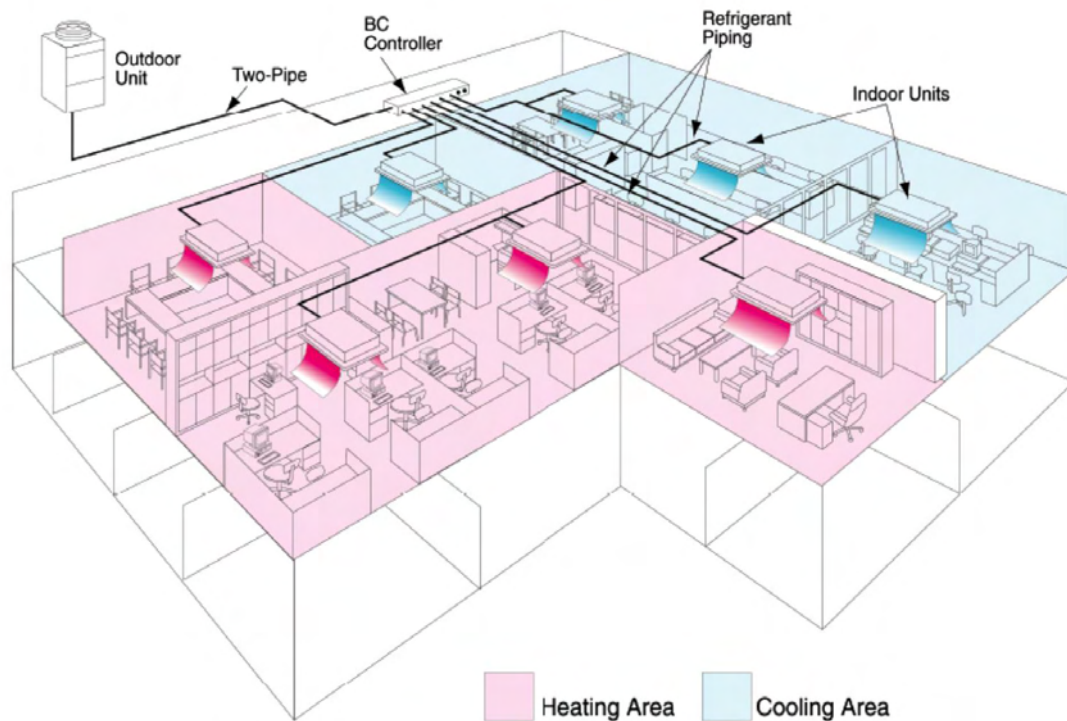 BC
Controller
Refrigerant
Piping
Outdoor
Unit
Two-Pipe
Indoor Units
Heating Area
Cooling Area